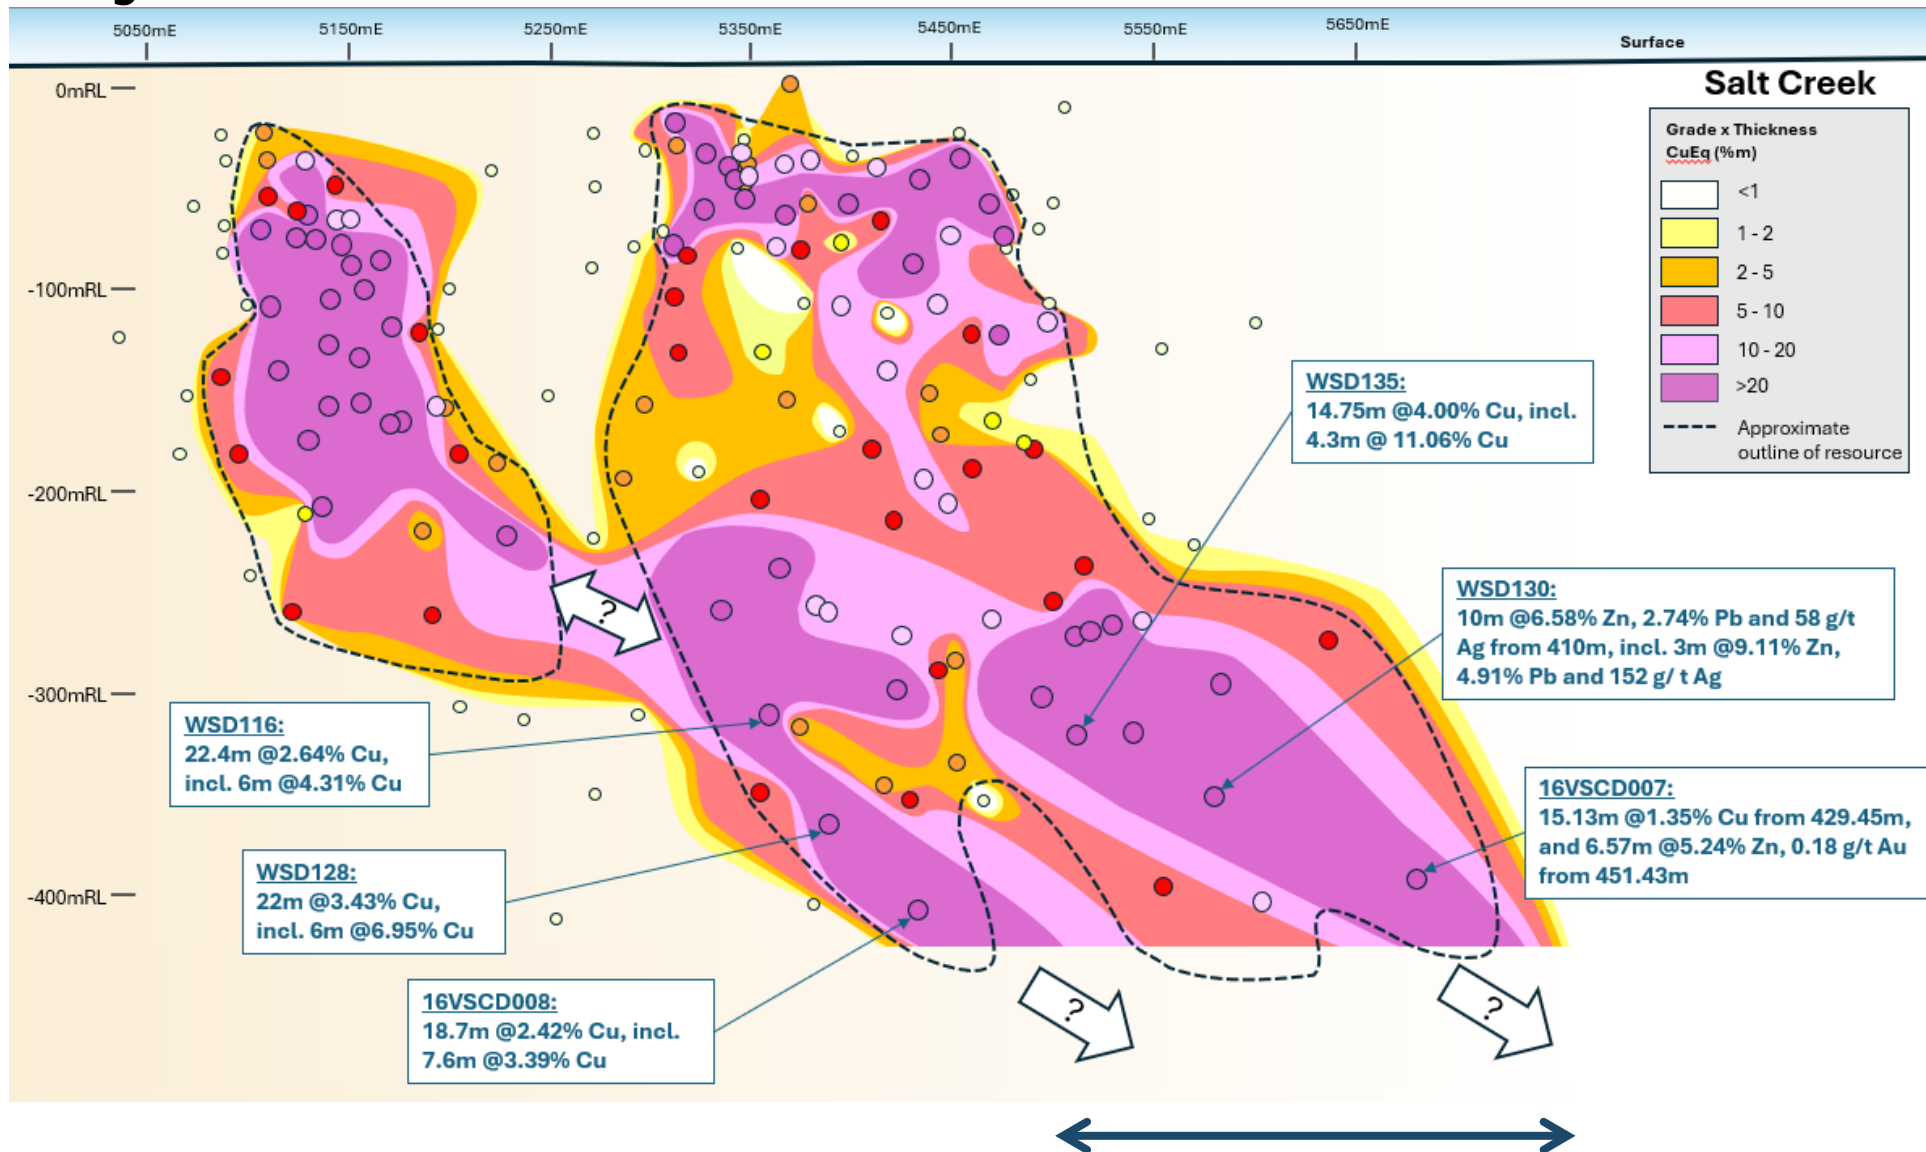 5050mE
5150mE
5250mE
5350mE
5450mE
5550mE
5650mE
Surface
0mRL
-100mRL
-200mRL
-300mRL
-400mRL
Salt Creek
Grade x Thickness
CuEq (%m)
<1
1 - 2
2 - 5
5 - 10
10 - 20
>20
Approximate
outline of resource
WSD135:
14.75m @4.00% Cu, incl.
4.3m @ 11.06% Cu
WSD130:
10m @6.58% Zn, 2.74% Pb and 58 g/t
Ag from 410m, incl. 3m @9.11% Zn,
4.91% Pb and 152 g/ t Ag
16VSCD007:
15.13m @1.35% Cu from 429.45m,
and 6.57m @5.24% Zn, 0.18 g/t Au
from 451.43m
WSD116:
22.4m @2.64% Cu,
incl. 6m @4.31% Cu
WSD128:
22m @3.43% Cu,
incl. 6m @6.95% Cu
16VSCD008:
18.7m @2.42% Cu, incl.
7.6m @3.39% Cu
?
?
?